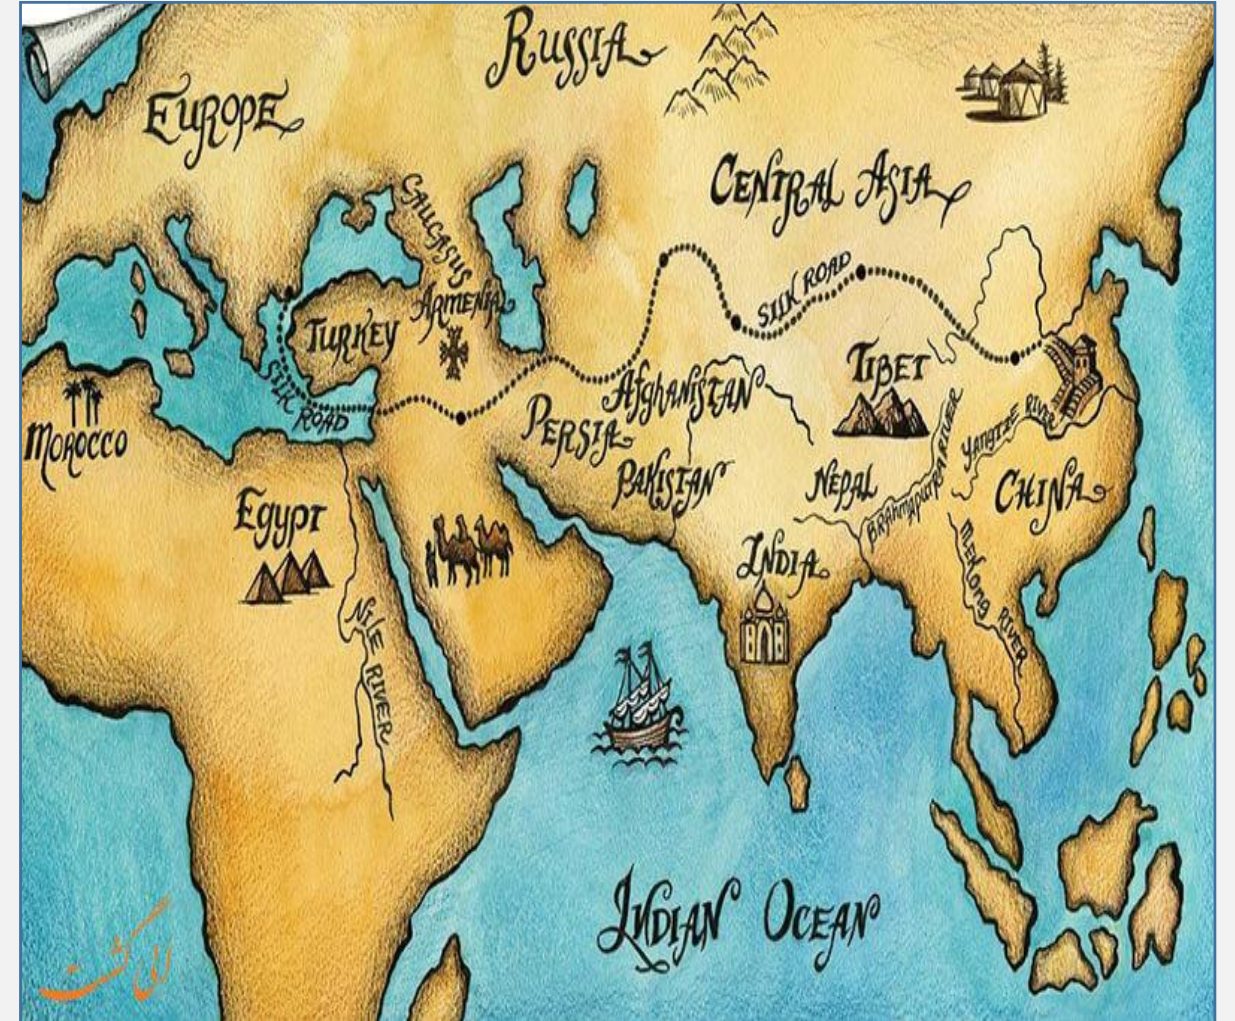 RUSSIA
EUROPE
CENTRAL ASIA
CAUCASUS
ARMENIA
SILK ROAD
TURKEY
TIBET
SILK ROAD
Afghanistan
PERSIA
MOROCCO
YANGTZE RIVER
PAKISTAN
NEPAL
BRAHMAPUTRA RIVER
CHINA
Egypt
INDIA
MEKONG RIVER
NILE RIVER
INDIAN OCEAN